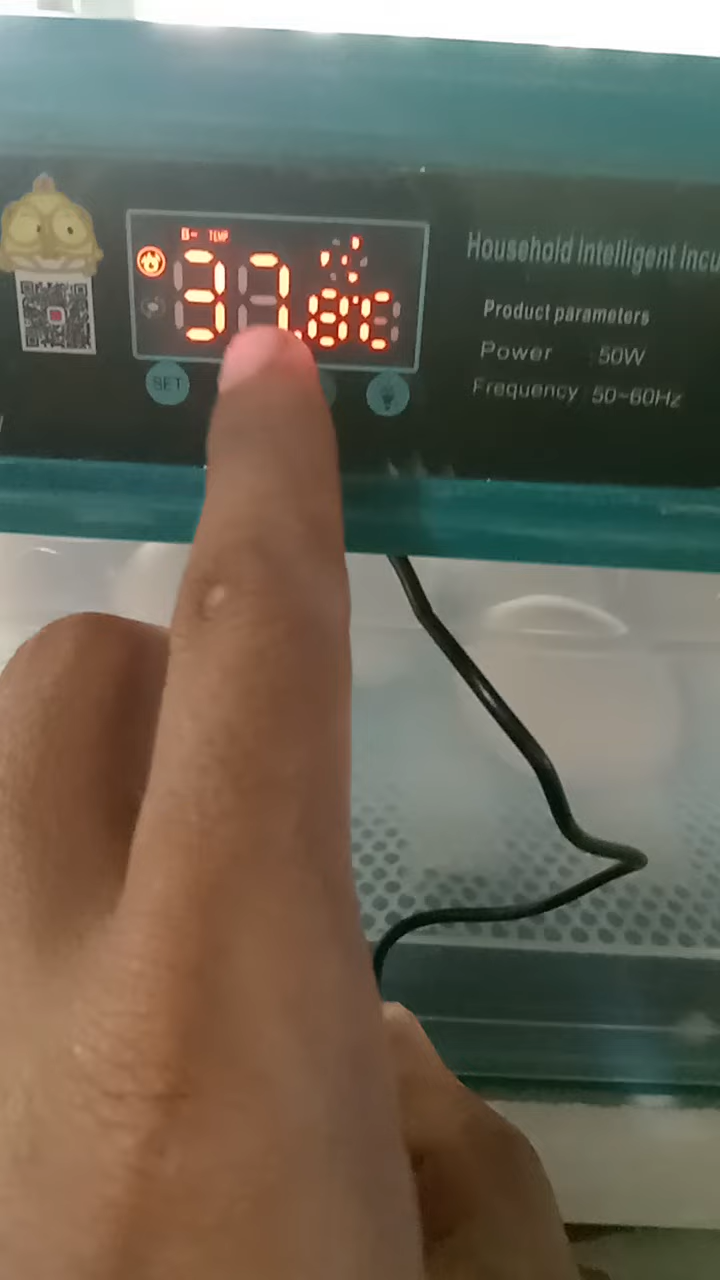 B- TEMP
37.8℃
SET
Household intelligent incu
Product parameters
Power : 50W
Frequency 50~60Hz